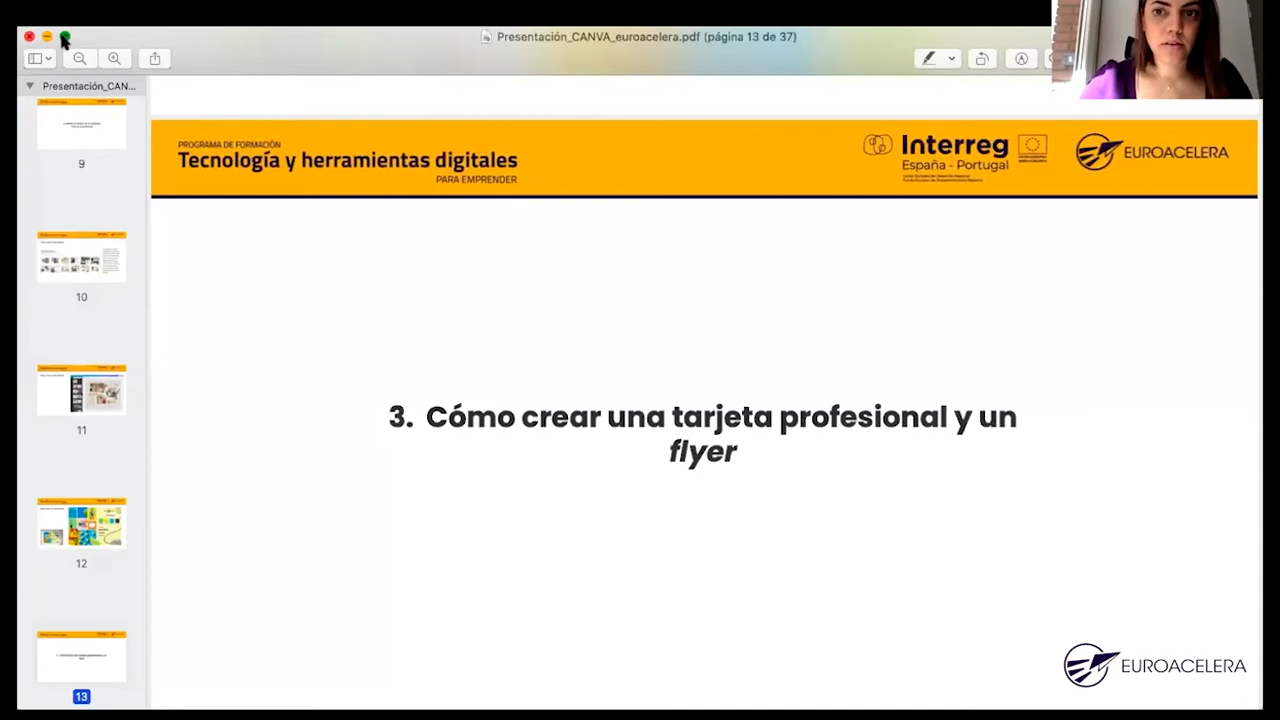 Presentación_CANVA_euroacelera.pdf (página 13 de 37)
Presentación_CAN...
9
10
11
12
13
PROGRAMA DE FORMACIÓN
Tecnología y herramientas digitales
PARA EMPRENDER
Interreg
España - Portugal
EUROACELERA
3. Cómo crear una tarjeta profesional y un
flyer
EUROACELERA